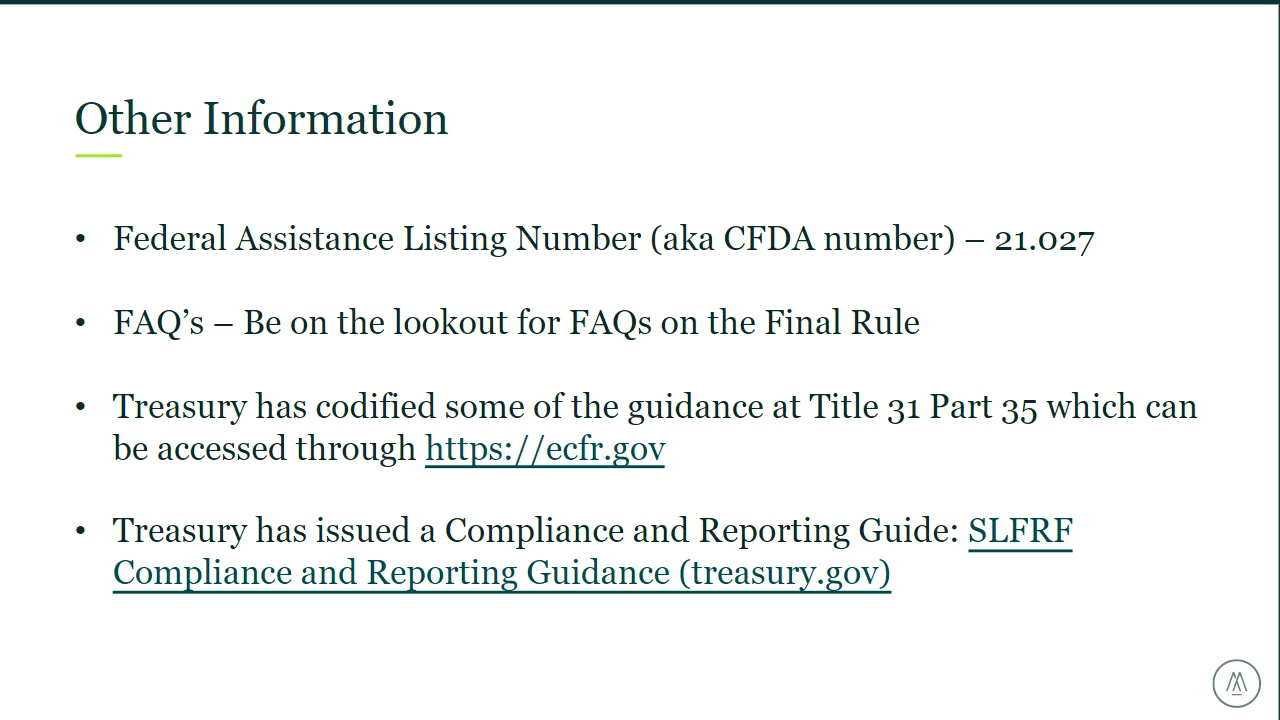 Other Information
• Federal Assistance Listing Number (aka CFDA number) – 21.027
• FAQ’s – Be on the lookout for FAQs on the Final Rule
• Treasury has codified some of the guidance at Title 31 Part 35 which can
be accessed through https://ecfr.gov
• Treasury has issued a Compliance and Reporting Guide: SLFRF
Compliance and Reporting Guidance (treasury.gov)